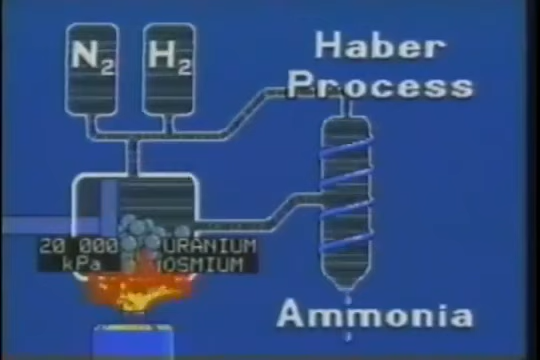 N2
H2
Haber
Process
20 000
kPa
URANIUM
OSMIUM
Ammonia